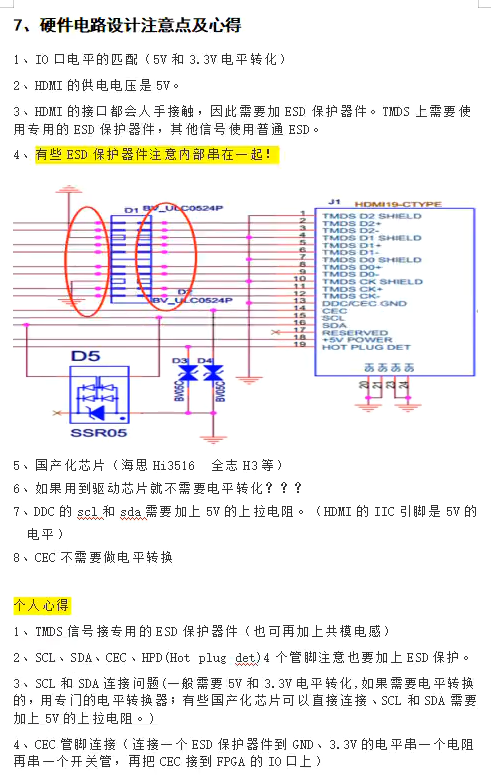 7、硬件电路设计注意点及心得
1、IO 口电平的匹配（5V 和 3.3V 电平转化）
2、HDMI 的供电电压是 5V。
3、HDMI 的接口都会人手接触，因此需要加 ESD 保护器件。TMDS 上需要使
用专用的 ESD 保护器件，其他信号使用普通 ESD。
4、有些 ESD 保护器件注意内部串在一起！
D1 BV_ULC0524P
D2
BV_ULC0524P
J1 HDMI19-CTYPE
1 TMDS D2 SHIELD
2 TMDS D2+
3 TMDS D2-
4 TMDS D1 SHIELD
5 TMDS D1+
6 TMDS D1-
7 TMDS D0 SHIELD
8 TMDS D0+
9 TMDS D0-
10 TMDS CK SHIELD
11 TMDS CK+
12 TMDS CK-
13 DDC/CEC GND
14 CEC
15 SCL
16 SDA
17 RESERVED
18 +5V POWER
19 HOT PLUG DET
SH SH SH SH
20 21 23 24
D5
SSR05
D3 D4
BV05C BV05C
5、国产化芯片（海思 Hi3516 全志 H3 等）
6、如果用到驱动芯片就不需要电平转化？？？
7、DDC 的 scl 和 sda 需要加上 5V 的上拉电阻。（HDMI 的 IIC 引脚是 5V 的
电平）
8、CEC 不需要做电平转换
个人心得
1、TMDS 信号接专用的 ESD 保护器件（也可再加上共模电感）
2、SCL、SDA、CEC、HPD(Hot plug det)4 个管脚注意也要加上 ESD 保护。
3、SCL 和 SDA 连接问题(一般需要 5V 和 3.3V 电平转化,如果需要电平转换
的，用专门的电平转换器；有些国产化芯片可以直接连接、SCL 和 SDA 需要
加上 5V 的上拉电阻。)
4、CEC 管脚连接（连接一个 ESD 保护器件到 GND、3.3V 的电平串一个电阻
再串一个开关管，再把 CEC 接到 FPGA 的 IO 口上）